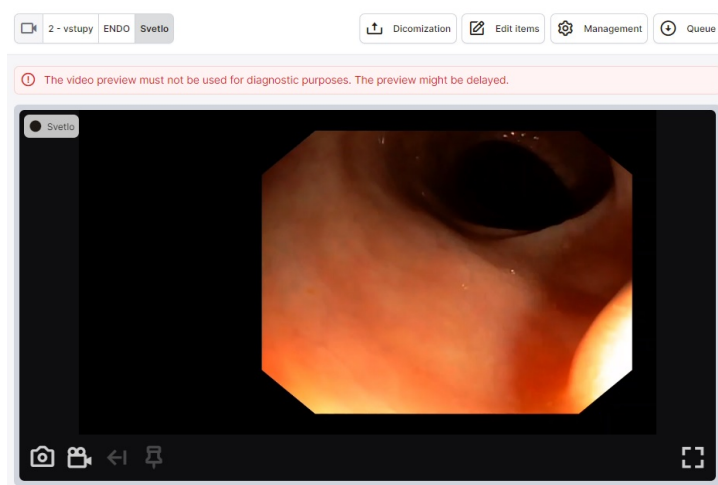 2 - vstupy ENDO Svetlo Dicomization Edit items Management Queue
The video preview must not be used for diagnostic purposes. The preview might be delayed.
Svetlo